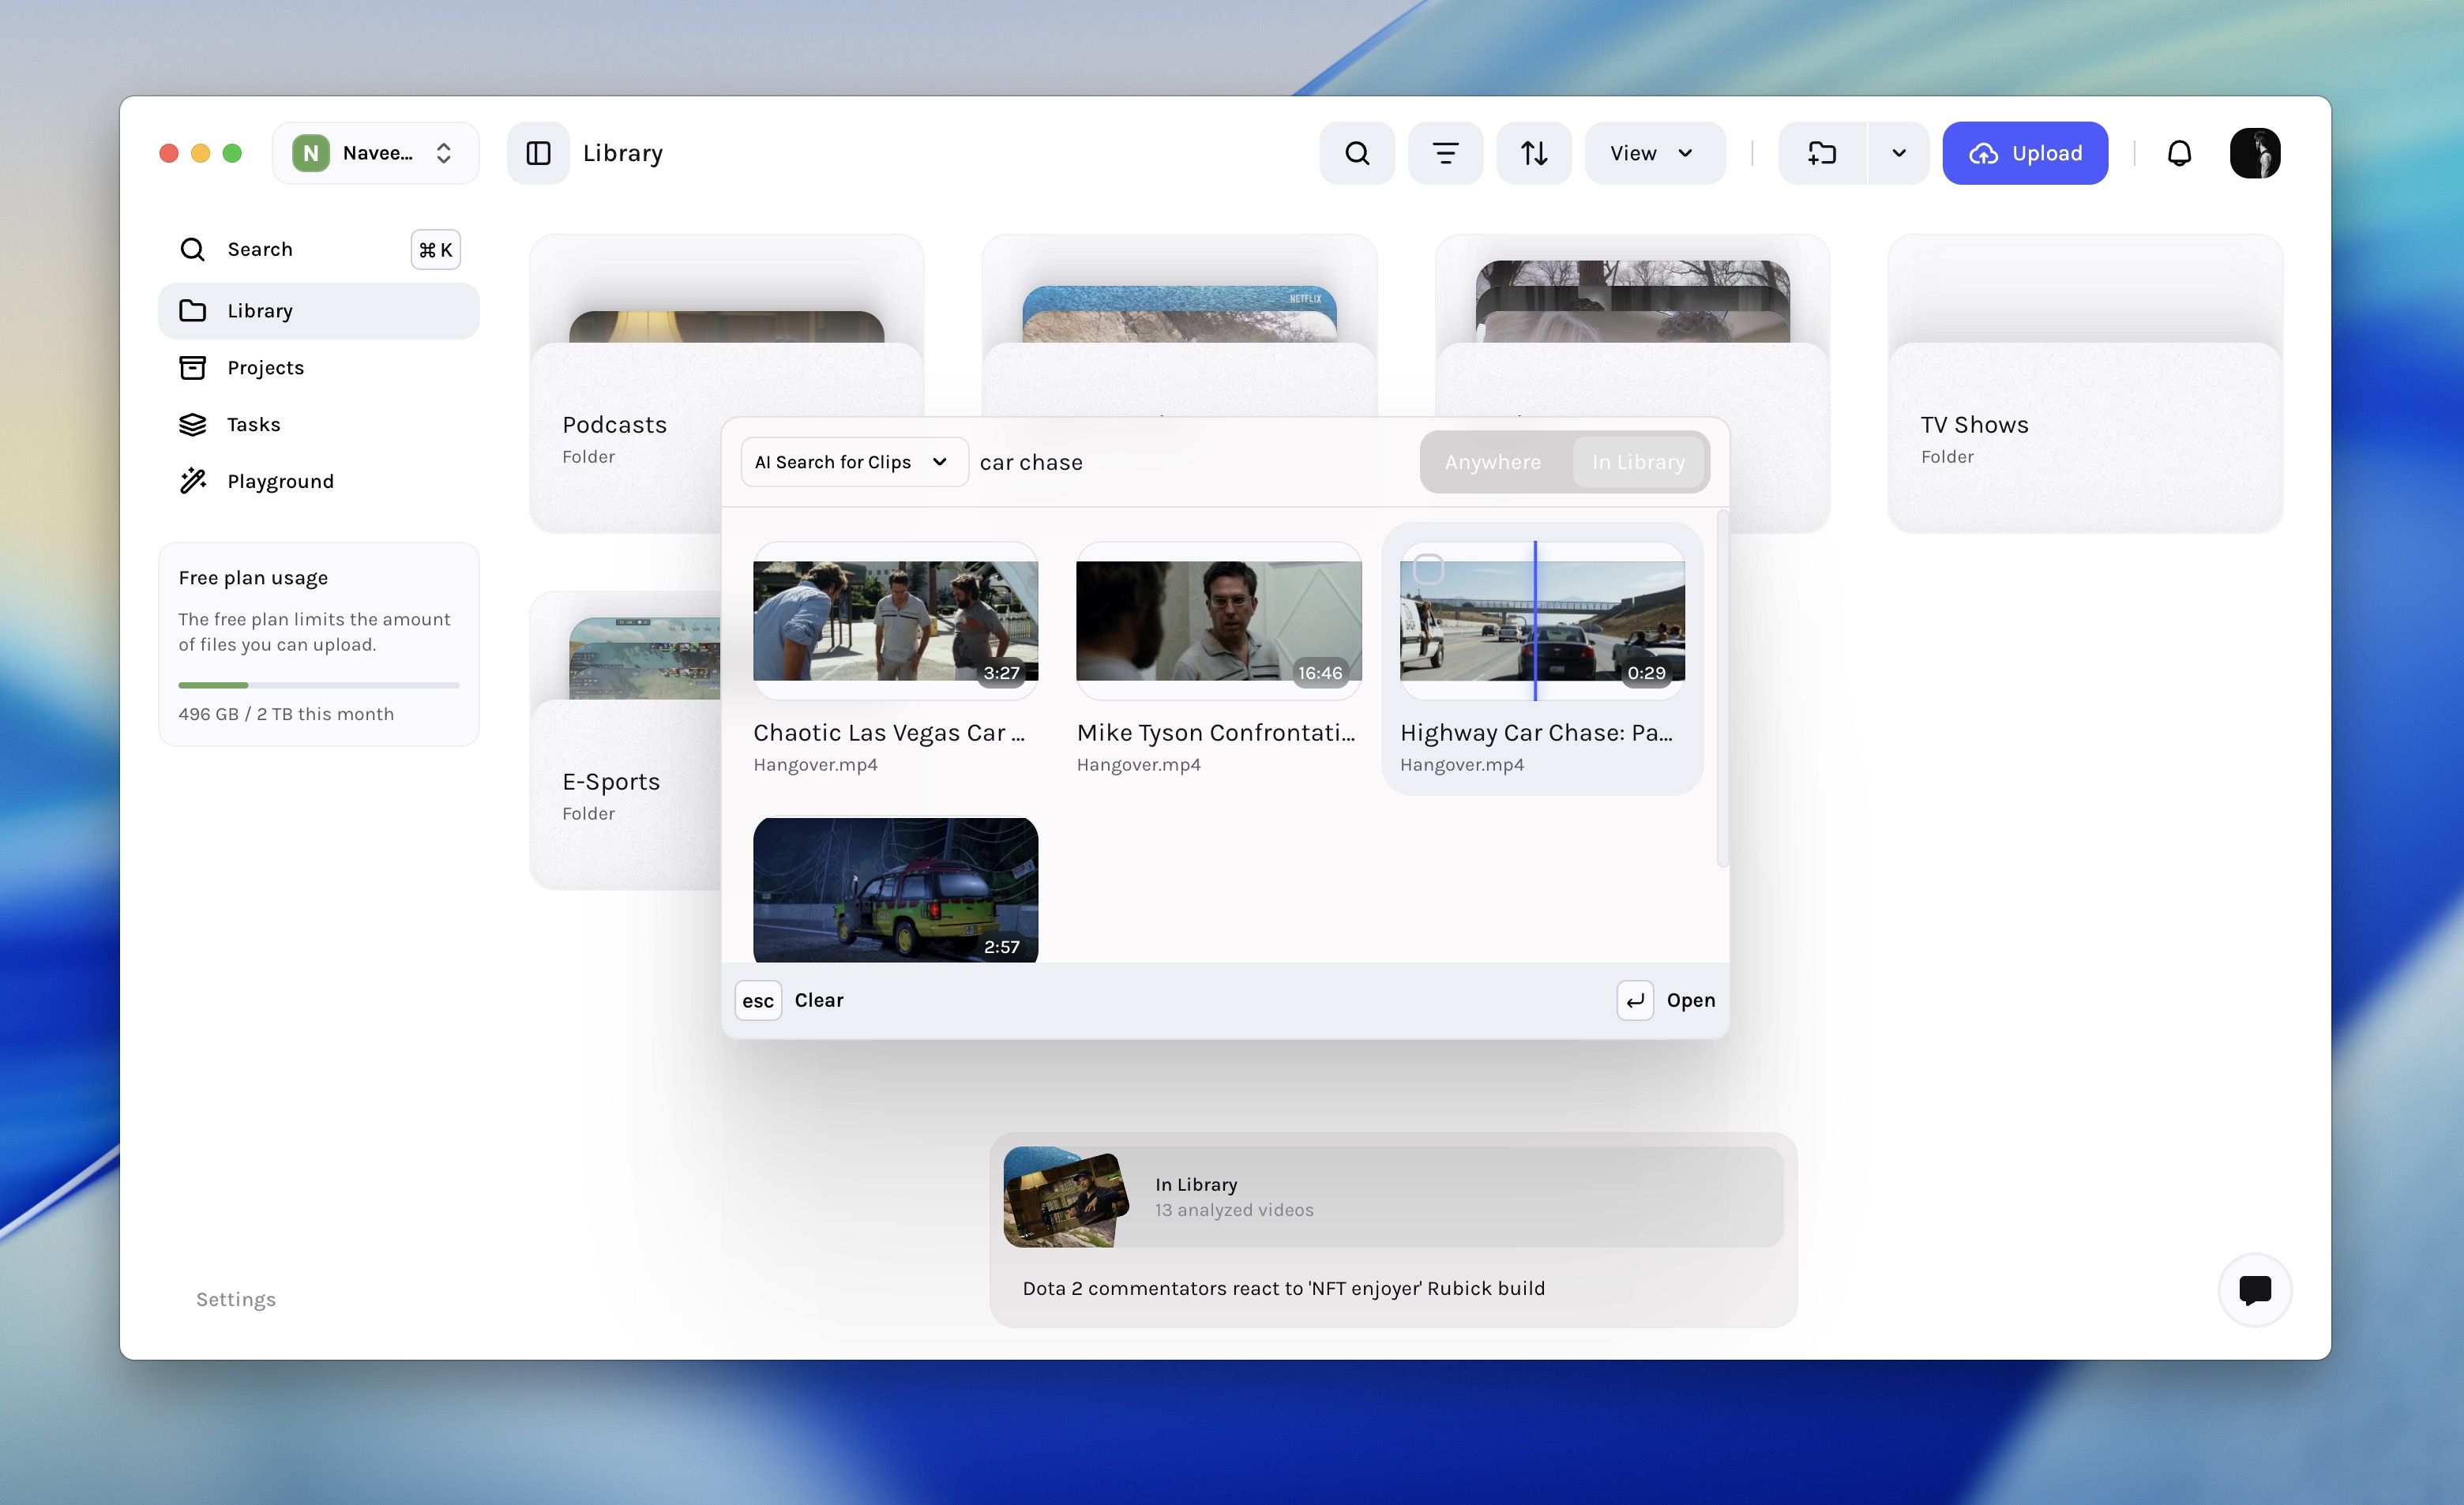 N Navee...
Library
View
Upload
Search ⌘ K
Library
Projects
Tasks
Playground
Free plan usage
The free plan limits the amount
of files you can upload.
496 GB / 2 TB this month
Settings
NETFLIX
Podcasts
Folder
TV Shows
Folder
E-Sports
Folder
AI Search for Clips
car chase
Anywhere
In Library
3:27
16:46
0:29
Chaotic Las Vegas Car ...
Hangover.mp4
Mike Tyson Confrontati...
Hangover.mp4
Highway Car Chase: Pa...
Hangover.mp4
2:57
esc Clear
Open
In Library
13 analyzed videos
Dota 2 commentators react to 'NFT enjoyer' Rubick build